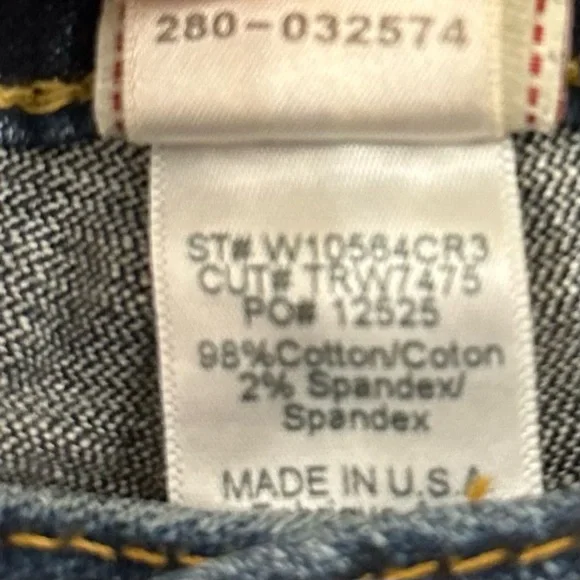 280-032574
ST# W10564CR3
CUT# TRW7475
PO# 12525
98%Cotton/Coton
2% Spandex/
Spandex
MADE IN U.S.A